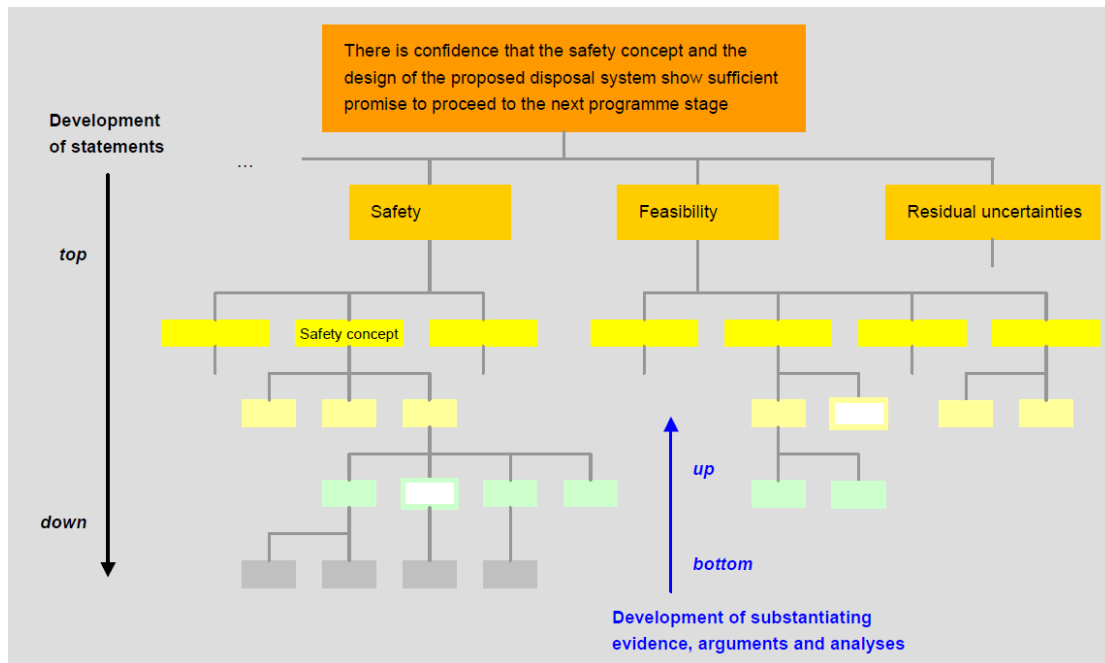 There is confidence that the safety concept and the
design of the proposed disposal system show sufficient
promise to proceed to the next programme stage
Development
of statements
...
Safety
Feasibility
Residual uncertainties
top
Safety concept
up
down
bottom
Development of substantiating
evidence, arguments and analyses